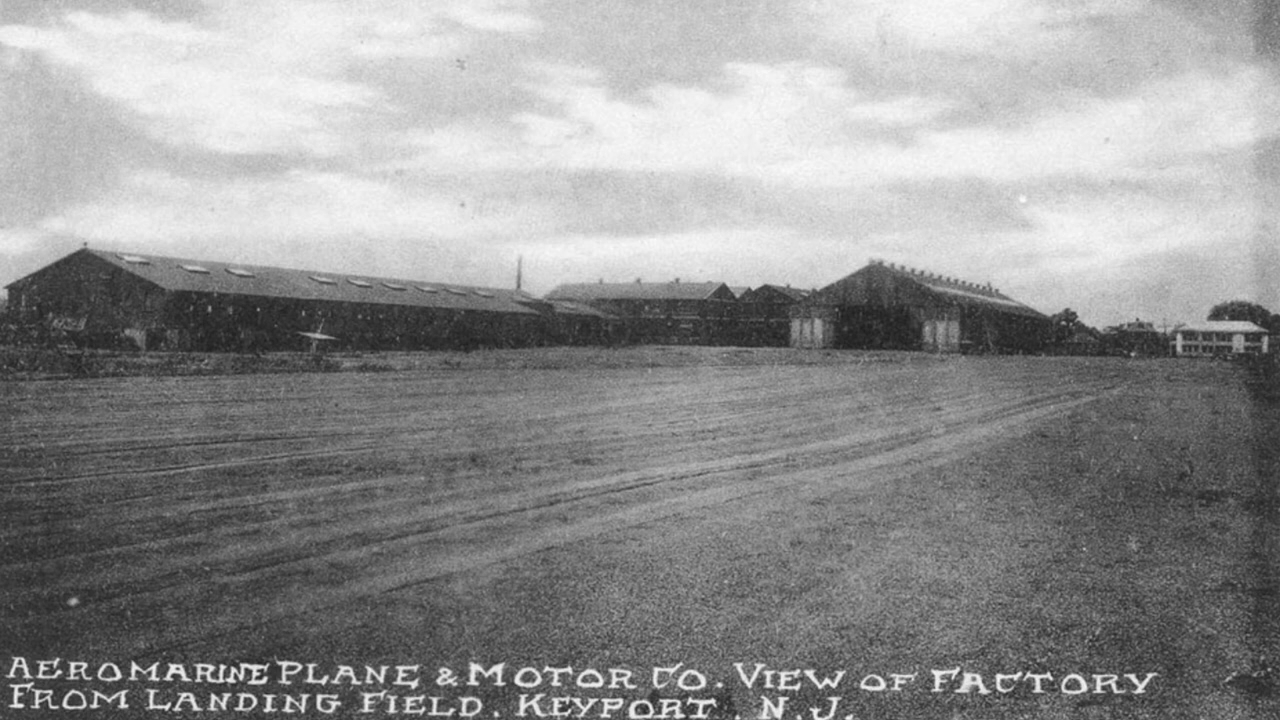 AEROMARINE PLANE & MOTOR CO. VIEW OF FACTORY
FROM LANDING FIELD. KEYPORT. N.J.